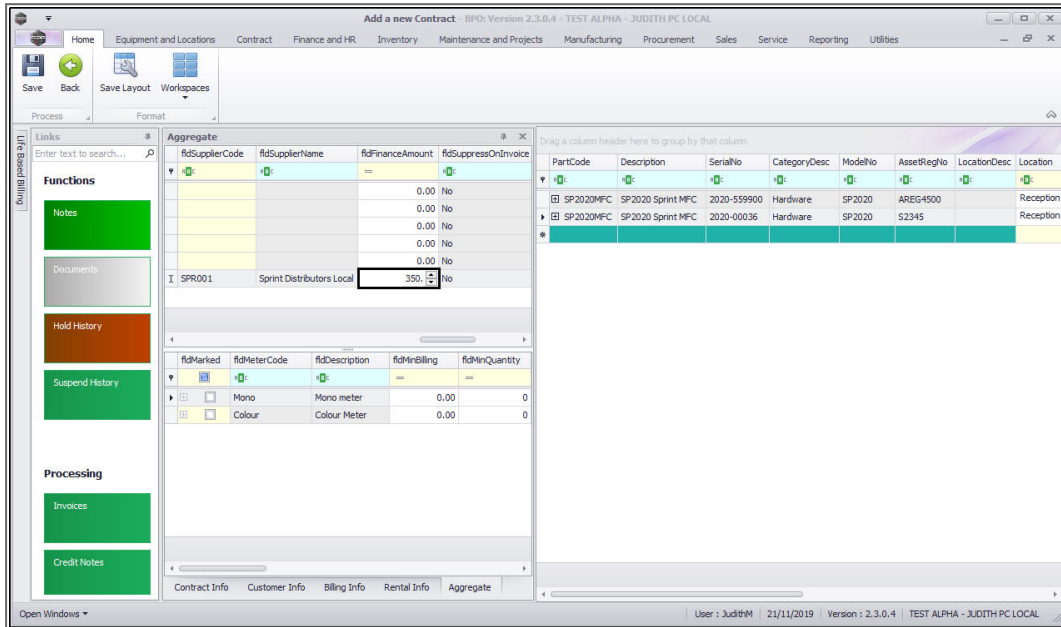 Add a new Contract - BPO: Version 2.3.0.4 - TEST ALPHA - JUDITH PC LOCAL
Home Equipment and Locations Contract Finance and HR Inventory Maintenance and Projects Manufacturing Procurement Sales Service Reporting Utilities
Save Back Save Layout Workspaces
Process Format
Life Based Billing
Links
Enter text to search...
Functions
Notes
Documents
Hold History
Suspend History
Processing
Invoices
Credit Notes
Aggregate
fldSupplierCode fldSupplierName fldFinanceAmount fldSuppressOnInvoice
0.00 No
0.00 No
0.00 No
0.00 No
0.00 No
SPR001 Sprint Distributors Local 350. No
fldMarked fldMeterCode fldDescription fldMinBilling fldMinQuantity
Mono Mono meter 0.00 0
Colour Colour Meter 0.00 0
Contract Info Customer Info Billing Info Rental Info Aggregate
Drag a column header here to group by that column
PartCode Description SerialNo CategoryDesc ModelNo AssetRegNo LocationDesc Location
SP2020MFC SP2020 Sprint MFC 2020-559900 Hardware SP2020 AREG4500 Reception
SP2020MFC SP2020 Sprint MFC 2020-00036 Hardware SP2020 S2345 Reception
Open Windows User : JudithM 21/11/2019 Version : 2.3.0.4 TEST ALPHA - JUDITH PC LOCAL